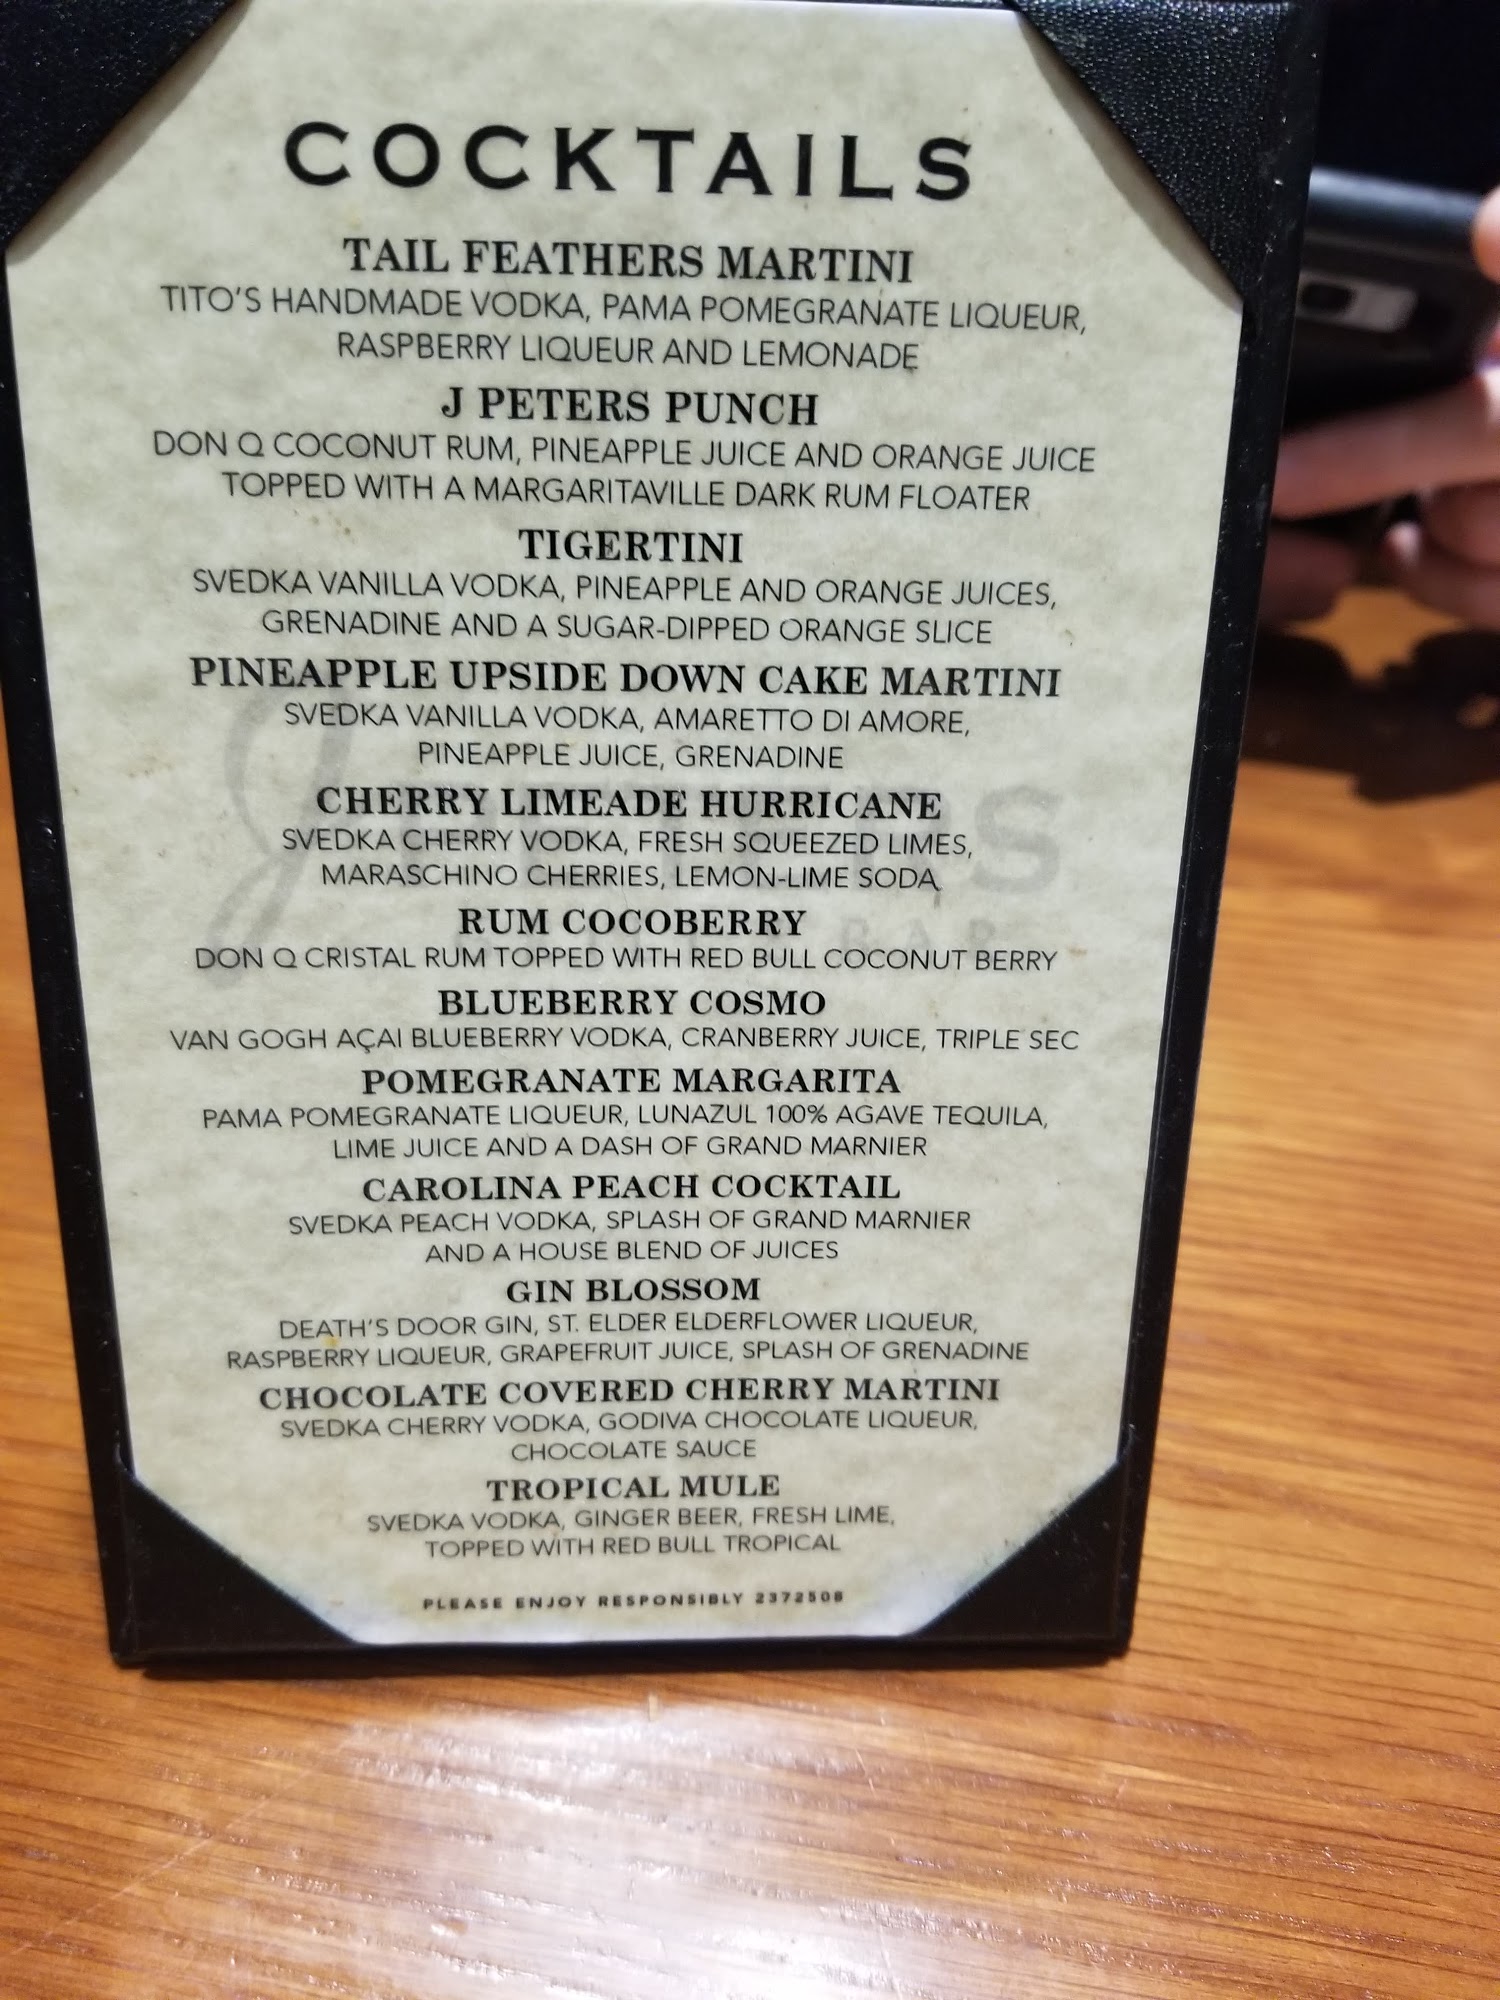 COCKTAILS
TAIL FEATHERS MARTINI
TITO'S HANDMADE VODKA, PAMA POMEGRANATE LIQUEUR,
RASPBERRY LIQUEUR AND LEMONADE
J PETERS PUNCH
DON Q COCONUT RUM, PINEAPPLE JUICE AND ORANGE JUICE
TOPPED WITH A MARGARITAVILLE DARK RUM FLOATER
TIGERTINI
SVEDKA VANILLA VODKA, PINEAPPLE AND ORANGE JUICES,
GRENADINE AND A SUGAR-DIPPED ORANGE SLICE
PINEAPPLE UPSIDE DOWN CAKE MARTINI
SVEDKA VANILLA VODKA, AMARETTO DI AMORE,
PINEAPPLE JUICE, GRENADINE
CHERRY LIMEADE HURRICANE
SVEDKA CHERRY VODKA, FRESH SQUEEZED LIMES,
MARASCHINO CHERRIES, LEMON-LIME SODA
RUM COCOBERRY
DON Q CRISTAL RUM TOPPED WITH RED BULL COCONUT BERRY
BLUEBERRY COSMO
VAN GOGH AÇAI BLUEBERRY VODKA, CRANBERRY JUICE, TRIPLE SEC
POMEGRANATE MARGARITA
PAMA POMEGRANATE LIQUEUR, LUNAZUL 100% AGAVE TEQUILA,
LIME JUICE AND A DASH OF GRAND MARNIER
CAROLINA PEACH COCKTAIL
SVEDKA PEACH VODKA, SPLASH OF GRAND MARNIER
AND A HOUSE BLEND OF JUICES
GIN BLOSSOM
DEATH'S DOOR GIN, ST. ELDER ELDERFLOWER LIQUEUR,
RASPBERRY LIQUEUR, GRAPEFRUIT JUICE, SPLASH OF GRENADINE
CHOCOLATE COVERED CHERRY MARTINI
SVEDKA CHERRY VODKA, GODIVA CHOCOLATE LIQUEUR,
CHOCOLATE SAUCE
TROPICAL MULE
SVEDKA VODKA, GINGER BEER, FRESH LIME,
TOPPED WITH RED BULL TROPICAL
PLEASE ENJOY RESPONSIBLY 2372508